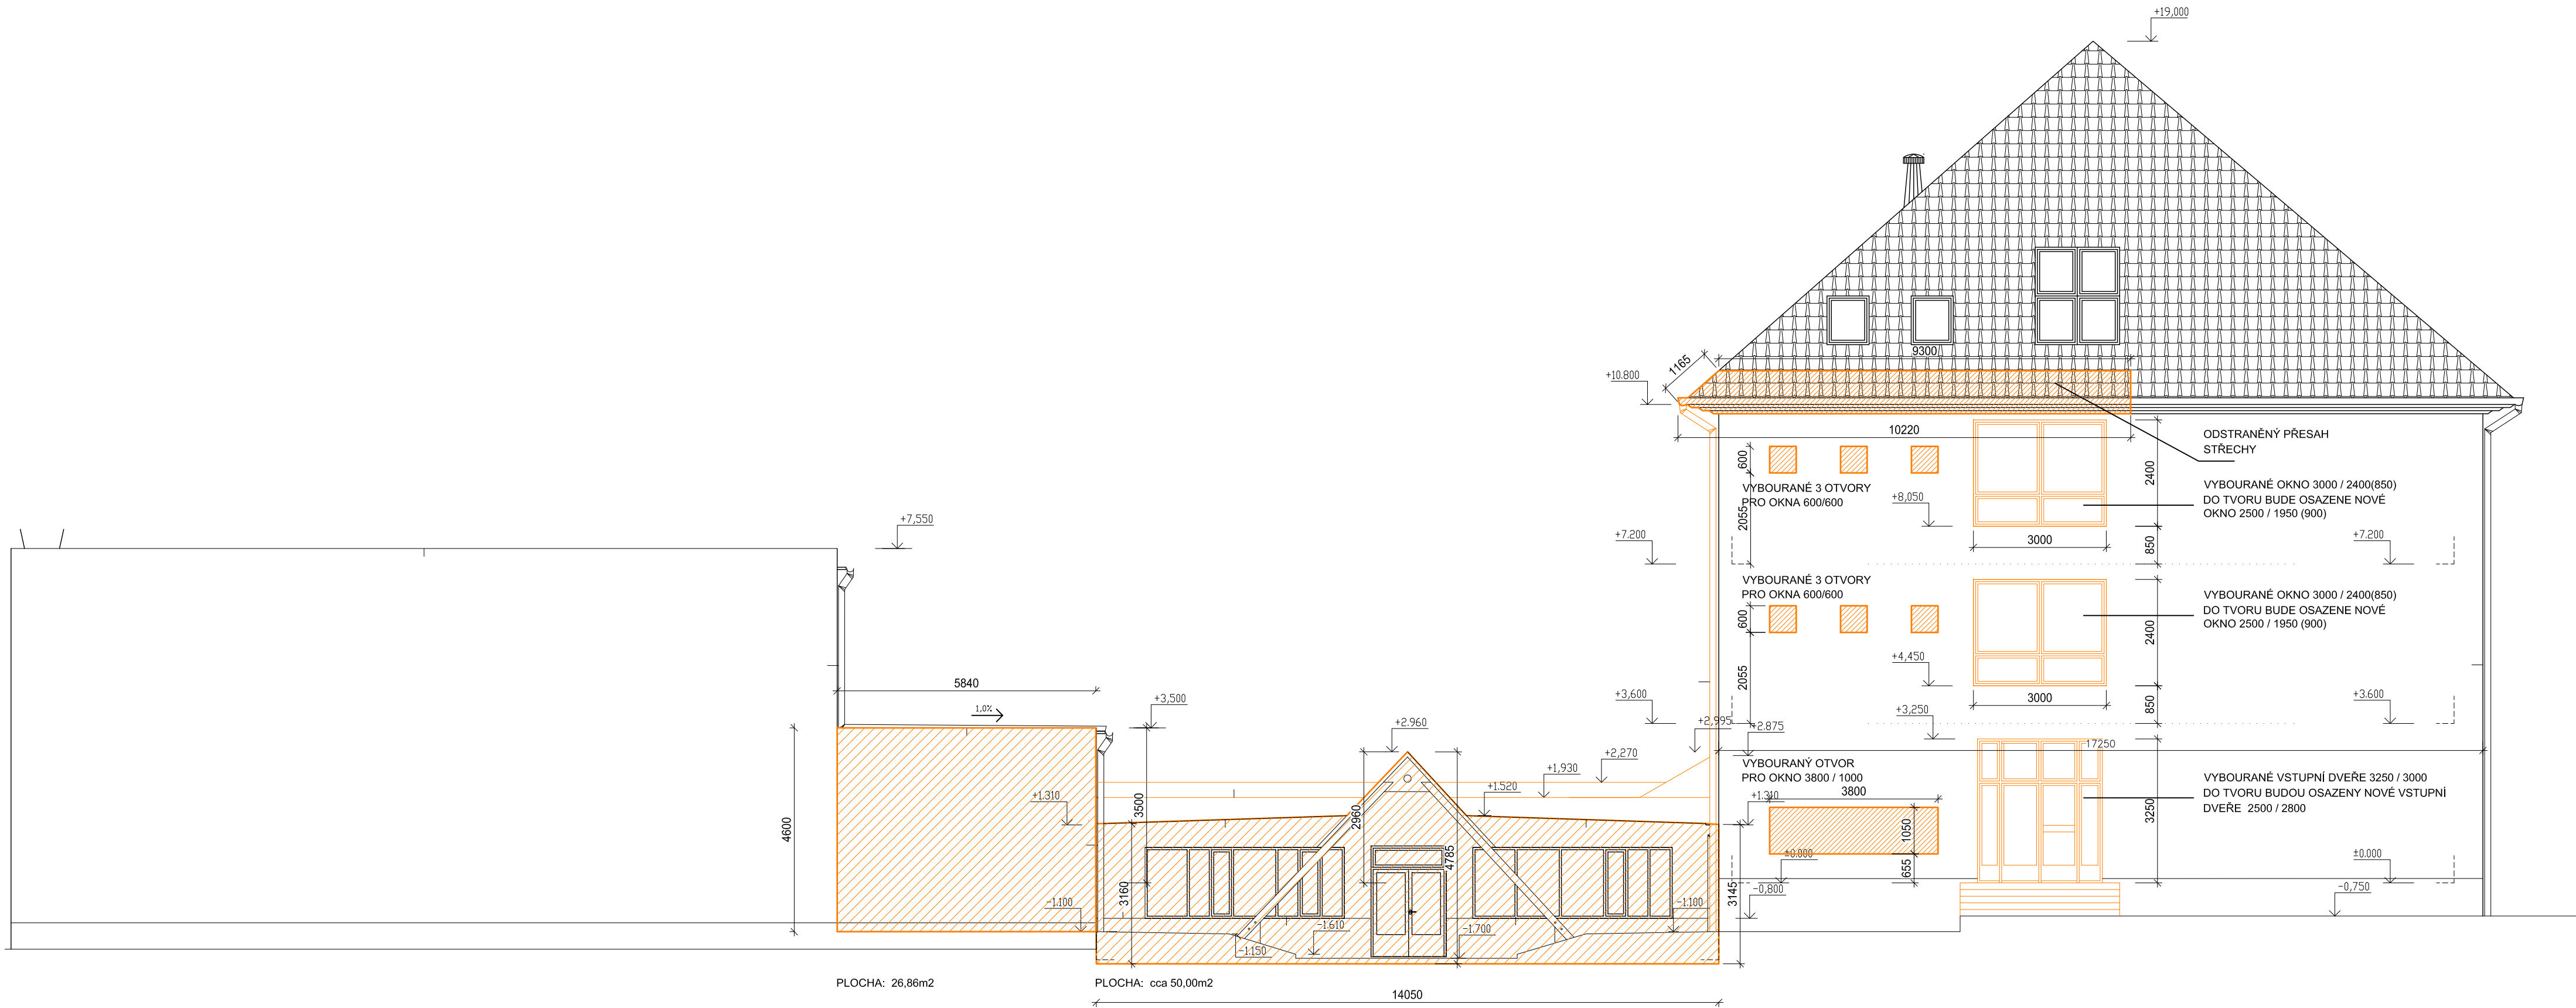 +19,000
9300
1165
+10.800
10220
ODSTRANĚNÝ PŘESAH
STŘECHY
600
2400
VYBOURANÉ 3 OTVORY
PRO OKNA 600/600
+8,050
VYBOURANÉ OKNO 3000 / 2400(850)
DO TVORU BUDE OSAZENE NOVÉ
OKNO 2500 / 1950 (900)
2055
+7,550
+7.200
3000
850
+7.200
VYBOURANÉ 3 OTVORY
PRO OKNA 600/600
VYBOURANÉ OKNO 3000 / 2400(850)
DO TVORU BUDE OSAZENE NOVÉ
OKNO 2500 / 1950 (900)
600
2400
2055
+4,450
5840
+3,600
3000
850
+3.600
1,0%
+3,500
+2.960
+2,995
+2.875
+3,250
17250
+2,270
+1,930
VYBOURANÝ OTVOR
PRO OKNO 3800 / 1000
3800
VYBOURANÉ VSTUPNÍ DVEŘE 3250 / 3000
DO TVORU BUDOU OSAZENY NOVÉ VSTUPNÍ
DVEŘE 2500 / 2800
+1.310
3500
2960
+1.520
+1.310
1050
3250
4600
4785
±0.000
655
±0.000
3160
3145
-0,800
-0,750
-1.100
-1.100
-1.150
-1.610
-1.700
PLOCHA: 26,86m2
PLOCHA: cca 50,00m2
14050